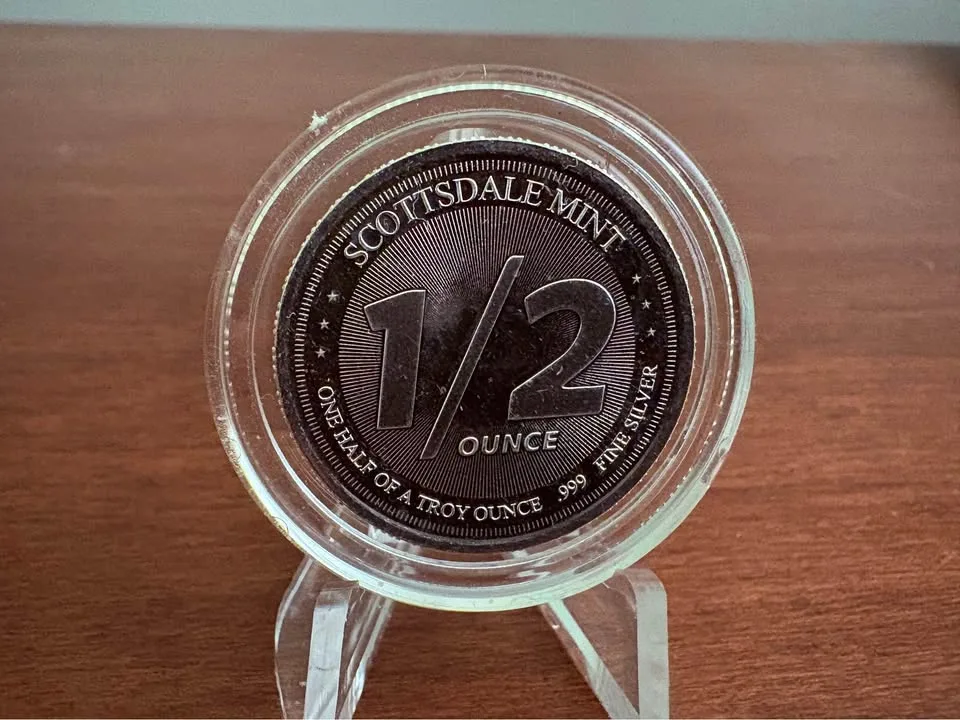 SCOTTSDALE MINT
1/2
OUNCE
ONE HALF OF A TROY OUNCE .999 FINE SILVER